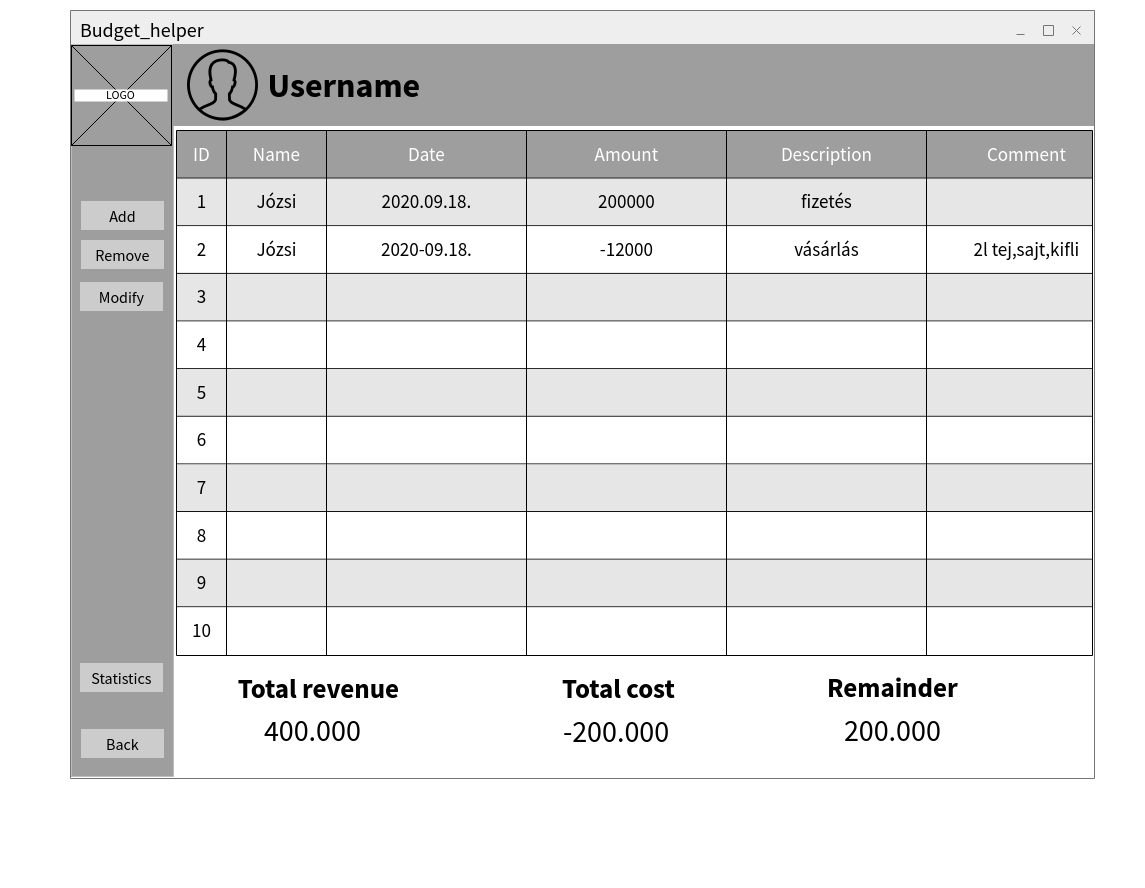 Budget_helper
LOGO
Username
Add
Remove
Modify
Statistics
Back
ID Name Date Amount Description Comment
1 Józsi 2020.09.18. 200000 fizetés
2 Józsi 2020-09.18. -12000 vásárlás 2l tej,sajt,kifli
3
4
5
6
7
8
9
10
Total revenue Total cost Remainder
400.000 -200.000 200.000